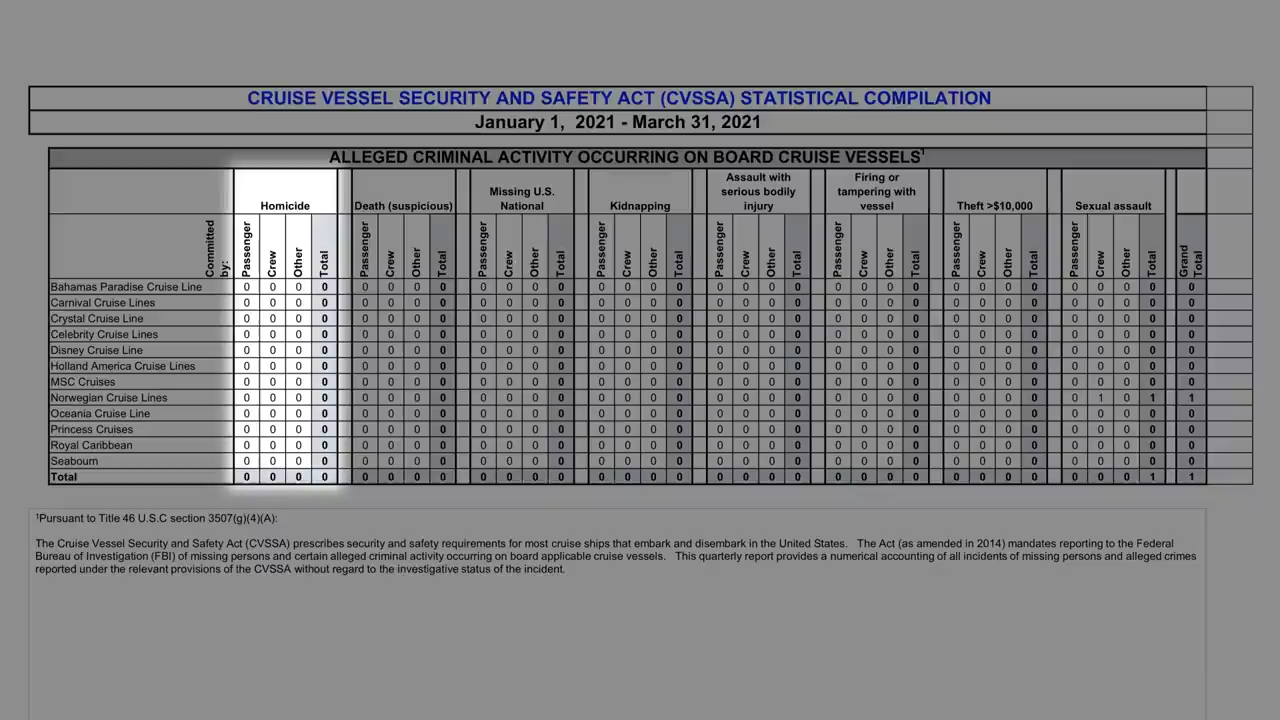 CRUISE VESSEL SECURITY AND SAFETY ACT (CVSSA) STATISTICAL COMPILATION
January 1, 2021 - March 31, 2021
ALLEGED CRIMINAL ACTIVITY OCCURRING ON BOARD CRUISE VESSELS¹
Homicide Death (suspicious) Missing U.S. National Kidnapping Assault with serious bodily injury Firing or tampering with vessel Theft >$10,000 Sexual assault
Committed by: Passenger Crew Other Total Passenger Crew Other Total Passenger Crew Other Total Passenger Crew Other Total Passenger Crew Other Total Passenger Crew Other Total Passenger Crew Other Total Passenger Crew Other Total Grand Total
Bahamas Paradise Cruise Line 0 0 0 0 0 0 0 0 0 0 0 0 0 0 0 0 0 0 0 0 0 0 0 0 0 0 0 0 0 0 0 0 0
Carnival Cruise Lines 0 0 0 0 0 0 0 0 0 0 0 0 0 0 0 0 0 0 0 0 0 0 0 0 0 0 0 0 0 0 0 0 0
Crystal Cruise Line 0 0 0 0 0 0 0 0 0 0 0 0 0 0 0 0 0 0 0 0 0 0 0 0 0 0 0 0 0 0 0 0 0
Celebrity Cruise Lines 0 0 0 0 0 0 0 0 0 0 0 0 0 0 0 0 0 0 0 0 0 0 0 0 0 0 0 0 0 0 0 0 0
Disney Cruise Line 0 0 0 0 0 0 0 0 0 0 0 0 0 0 0 0 0 0 0 0 0 0 0 0 0 0 0 0 0 0 0 0 0
Holland America Cruise Lines 0 0 0 0 0 0 0 0 0 0 0 0 0 0 0 0 0 0 0 0 0 0 0 0 0 0 0 0 0 0 0 0 0
MSC Cruises 0 0 0 0 0 0 0 0 0 0 0 0 0 0 0 0 0 0 0 0 0 0 0 0 0 0 0 0 0 0 0 0 0
Norwegian Cruise Lines 0 0 0 0 0 0 0 0 0 0 0 0 0 0 0 0 0 0 0 0 0 0 0 0 0 0 0 0 0 1 0 1 1
Oceania Cruise Line 0 0 0 0 0 0 0 0 0 0 0 0 0 0 0 0 0 0 0 0 0 0 0 0 0 0 0 0 0 0 0 0 0
Princess Cruises 0 0 0 0 0 0 0 0 0 0 0 0 0 0 0 0 0 0 0 0 0 0 0 0 0 0 0 0 0 0 0 0 0
Royal Caribbean 0 0 0 0 0 0 0 0 0 0 0 0 0 0 0 0 0 0 0 0 0 0 0 0 0 0 0 0 0 0 0 0 0
Seabourn 0 0 0 0 0 0 0 0 0 0 0 0 0 0 0 0 0 0 0 0 0 0 0 0 0 0 0 0 0 0 0 0 0
Total 0 0 0 0 0 0 0 0 0 0 0 0 0 0 0 0 0 0 0 0 0 0 0 0 0 0 0 0 0 0 0 1 1
¹Pursuant to Title 46 U.S.C section 3507(g)(4)(A):
The Cruise Vessel Security and Safety Act (CVSSA) prescribes security and safety requirements for most cruise ships that embark and disembark in the United States. The Act (as amended in 2014) mandates reporting to the Federal
Bureau of Investigation (FBI) of missing persons and certain alleged criminal activity occurring on board applicable cruise vessels. This quarterly report provides a numerical accounting of all incidents of missing persons and alleged crimes
reported under the relevant provisions of the CVSSA without regard to the investigative status of the incident.